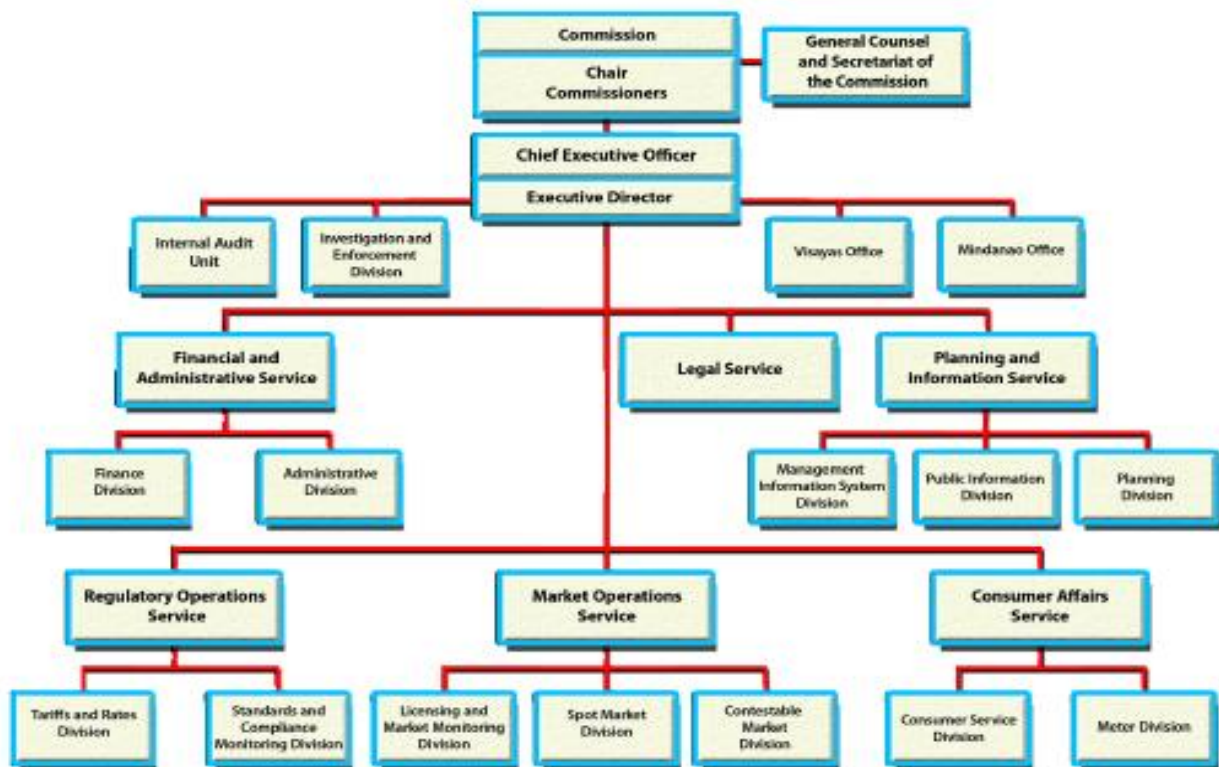 Commission
Chair
Commissioners
General Counsel
and Secretariat of
the Commission
Chief Executive Officer
Executive Director
Internal Audit
Unit
Investigation and
Enforcement
Division
Visayas Office
Mindanao Office
Financial and
Administrative Service
Legal Service
Planning and
Information Service
Finance
Division
Administrative
Division
Management
Information System
Division
Public Information
Division
Planning
Division
Regulatory Operations
Service
Market Operations
Service
Consumer Affairs
Service
Tariffs and Rates
Division
Standards and
Compliance
Monitoring Division
Licensing and
Market Monitoring
Division
Spot Market
Division
Contestable
Market
Division
Consumer Service
Division
Meter Division